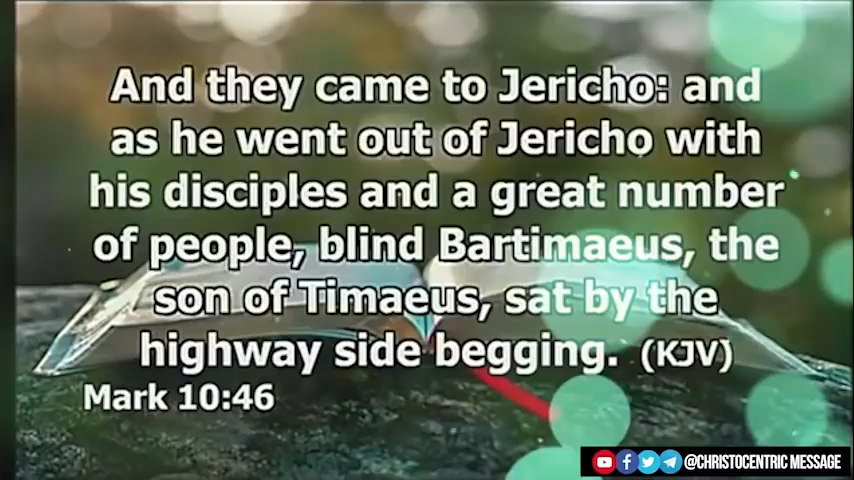 And they came to Jericho: and
as he went out of Jericho with
his disciples and a great number
of people, blind Bartimaeus, the
son of Timaeus, sat by the
highway side begging. (KJV)
Mark 10:46
@CHRISTOCENTRIC MESSAGE